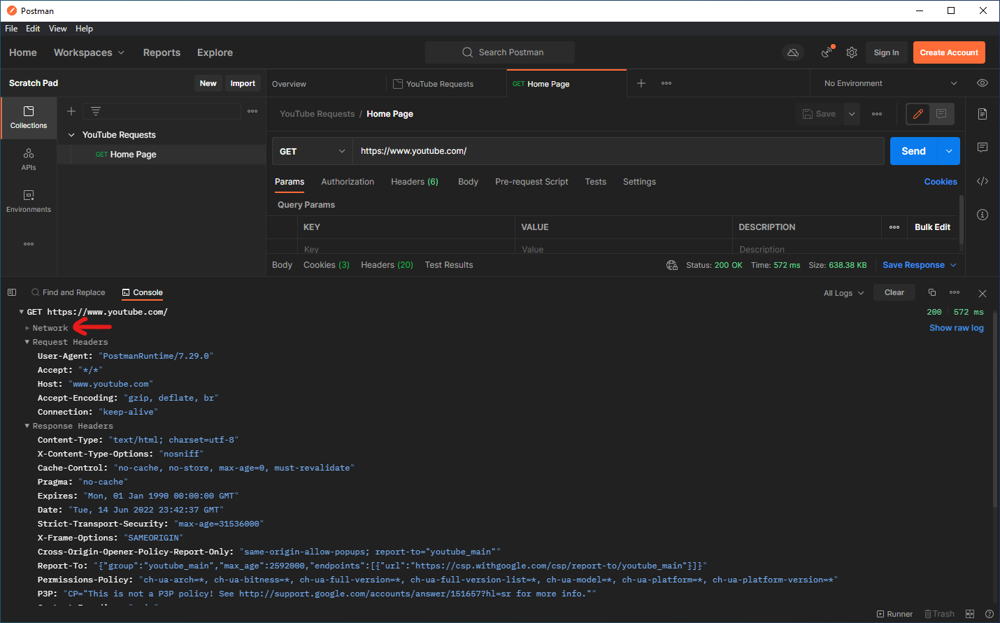 Postman
File Edit View Help
Home Workspaces Reports Explore Search Postman Sign In Create Account
Scratch Pad New Import Overview YouTube Requests GET Home Page No Environment
Collections
YouTube Requests / Home Page Save
YouTube Requests
GET Home Page
GET https://www.youtube.com/ Send
APIs
Params Authorization Headers (6) Body Pre-request Script Tests Settings Cookies
Environments
Query Params
KEY VALUE DESCRIPTION Bulk Edit
Key Value Description
Body Cookies (3) Headers (20) Test Results Status: 200 OK Time: 572 ms Size: 638.38 KB Save Response
Find and Replace Console All Logs Clear
GET https://www.youtube.com/ 200 572 ms
Network Show raw log
Request Headers
User-Agent: "PostmanRuntime/7.29.0"
Accept: "*/*"
Host: "www.youtube.com"
Accept-Encoding: "gzip, deflate, br"
Connection: "keep-alive"
Response Headers
Content-Type: "text/html; charset=utf-8"
X-Content-Type-Options: "nosniff"
Cache-Control: "no-cache, no-store, max-age=0, must-revalidate"
Pragma: "no-cache"
Expires: "Mon, 01 Jan 1990 00:00:00 GMT"
Date: "Tue, 14 Jun 2022 23:42:37 GMT"
Strict-Transport-Security: "max-age=31536000"
X-Frame-Options: "SAMEORIGIN"
Cross-Origin-Opener-Policy-Report-Only: "same-origin-allow-popups; report-to="youtube_main""
Report-To: "{"group":"youtube_main","max_age":2592000,"endpoints":[{"url":"https://csp.withgoogle.com/csp/report-to/youtube_main"}]}"
Permissions-Policy: "ch-ua-arch=*, ch-ua-bitness=*, ch-ua-full-version=*, ch-ua-full-version-list=*, ch-ua-model=*, ch-ua-platform=*, ch-ua-platform-version=*"
P3P: "CP="This is not a P3P policy! See http://support.google.com/accounts/answer/151657?hl=sr for more info.""
Runner Trash